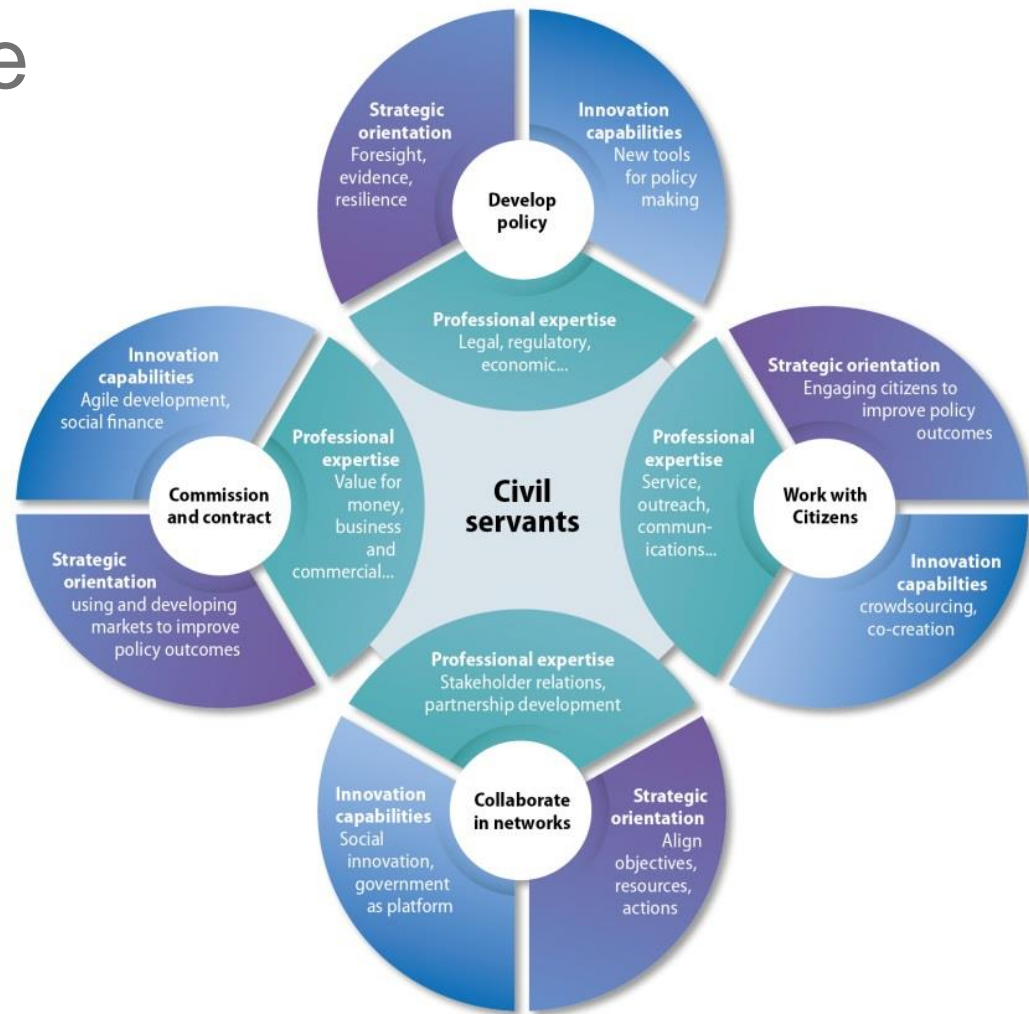 e
Strategic
orientation
Foresight,
evidence,
resilience
Innovation
capabilities
New tools
for policy
making
Develop
policy
Professional expertise
Legal, regulatory,
economic...
Innovation
capabilities
Agile development,
social finance
Commission
and contract
Strategic
orientation
using and developing
markets to improve
policy outcomes
Professional
expertise
Value for
money,
business
and
commercial...
Civil
servants
Professional
expertise
Service,
outreach,
commun-
ications...
Work with
Citizens
Strategic orientation
Engaging citizens to
improve policy
outcomes
Innovation
capabilties
crowdsourcing,
co-creation
Professional expertise
Stakeholder relations,
partnership development
Innovation
capabilities
Social
innovation,
government
as platform
Collaborate
in networks
Strategic
orientation
Align
objectives,
resources,
actions